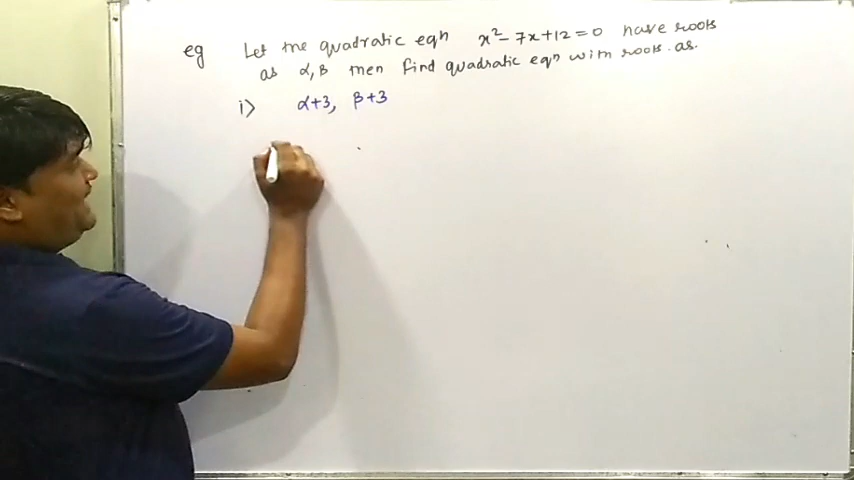 eg Let the quadratic eqn x² - 7x + 12 = 0 have roots
as α, β then find quadratic eqn with roots. as.
i> α+3, β+3